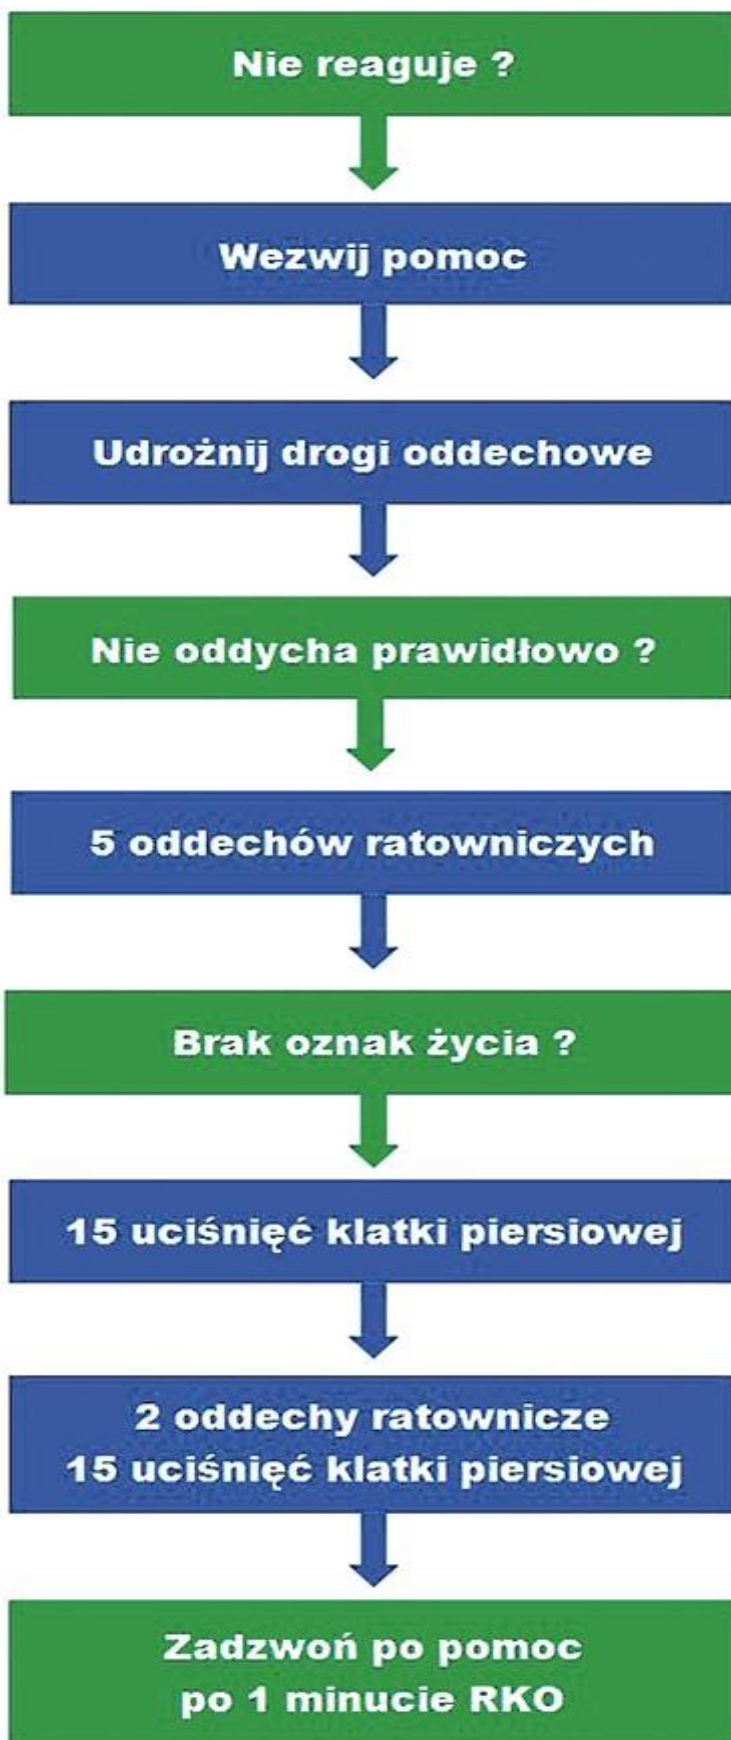 Nie reaguje ?
Wezwij pomoc
Udrożnij drogi oddechowe
Nie oddycha prawidłowo ?
5 oddechów ratowniczych
Brak oznak życia ?
15 uciśnięć klatki piersiowej
2 oddechy ratownicze
15 uciśnięć klatki piersiowej
Zadzwoń po pomoc
po 1 minucie RKO